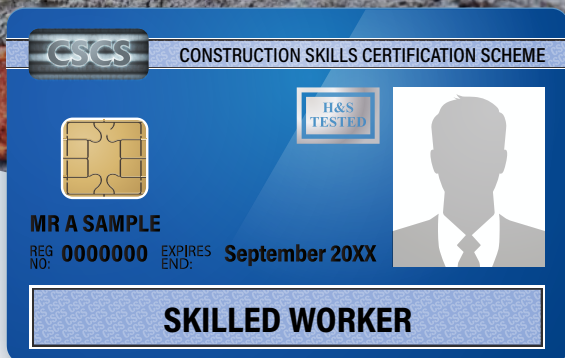 CSCS
CONSTRUCTION SKILLS CERTIFICATION SCHEME
H&S
TESTED
MR A SAMPLE
REG NO: 0000000 EXPIRES END: September 20XX
SKILLED WORKER